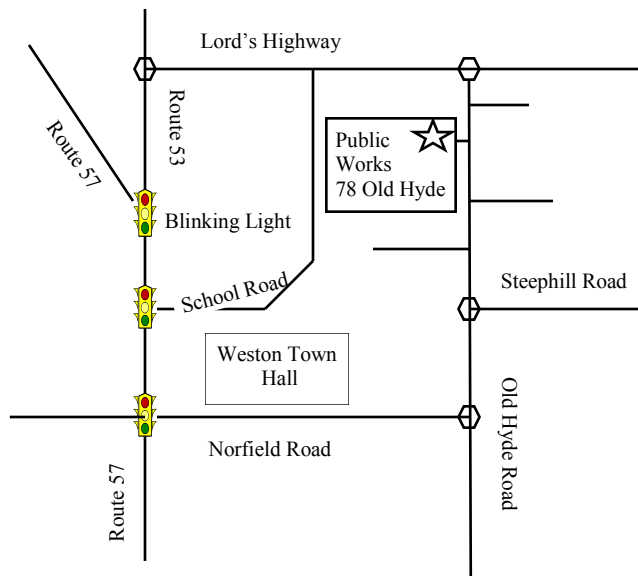 Lord's Highway
Route 53
Route 57
Public
Works
78 Old Hyde
Blinking Light
School Road
Steephill Road
Weston Town
Hall
Old Hyde Road
Norfield Road
Route 57